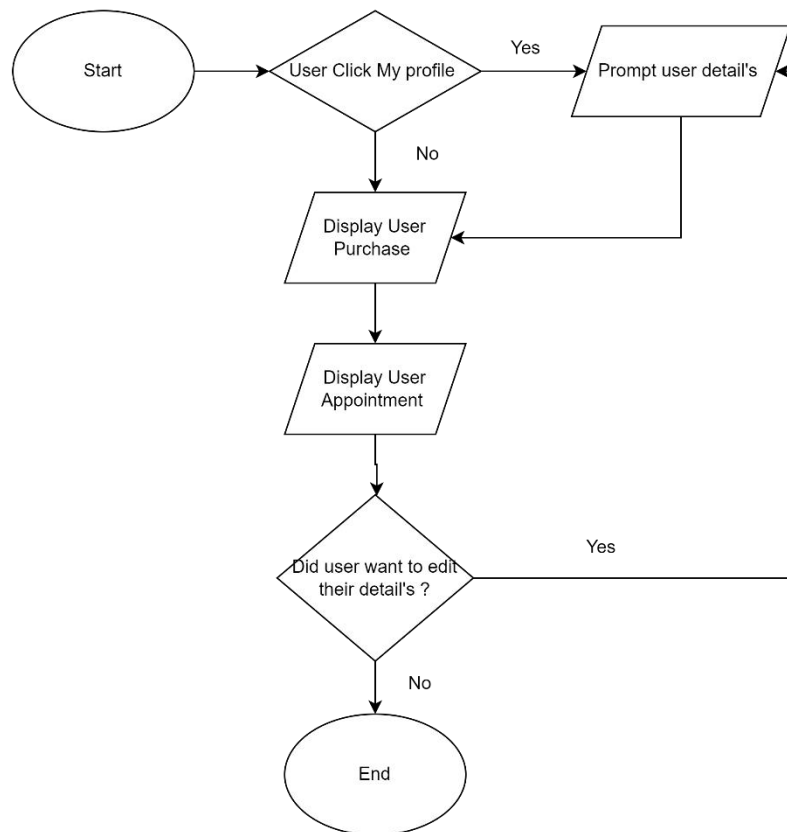 Start
User Click My profile
Yes
Prompt user detail's
No
Display User
Purchase
Display User
Appointment
Did user want to edit
their detail's ?
Yes
No
End